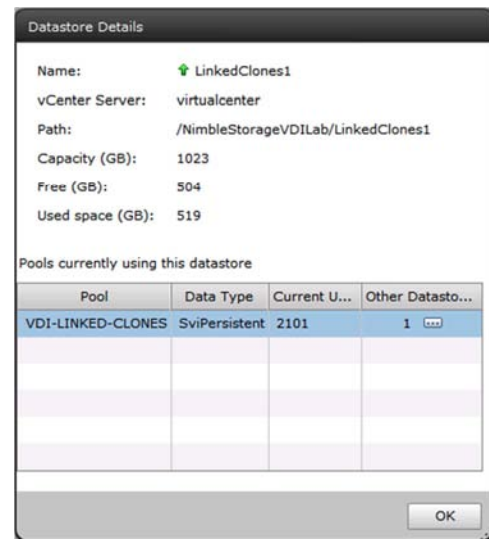 Datastore Details
Name: LinkedClones1
vCenter Server: virtualcenter
Path: /NimbleStorageVDILab/LinkedClones1
Capacity (GB): 1023
Free (GB): 504
Used space (GB): 519
Pools currently using this datastore
Pool Data Type Current U... Other Datasto...
VDI-LINKED-CLONES SviPersistent 2101 1 ...
OK